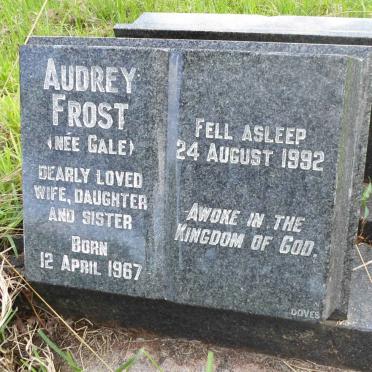 AUDREY
FROST
(NEE GALE)
DEARLY LOVED
WIFE, DAUGHTER
AND SISTER
BORN
12 APRIL 1967
FELL ASLEEP
24 AUGUST 1992
AWOKE IN THE
KINGDOM OF GOD.
DOVES